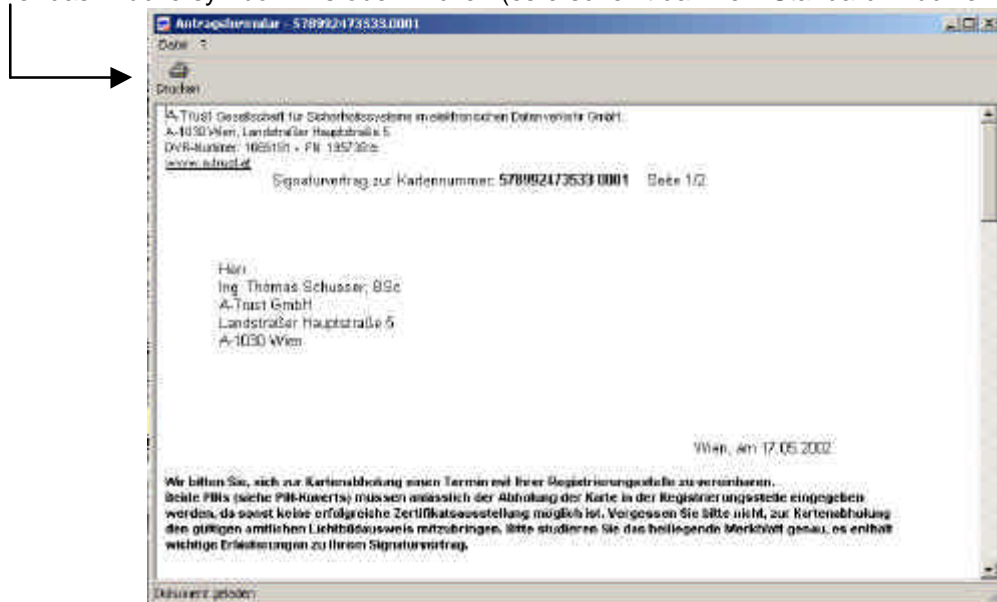 Antragsformular - 578992473533.0001
Datei ?
Drucken
A-Trust Gesellschaft für Sicherheitssysteme im elektronischen Datenverkehr GmbH.
A-1030 Wien, Landstraßer Hauptstraße 5
DVR-Nummer: - FN
www.a-trust.at
Signaturvertrag zur Kartennummer: 578992473533.0001 Seite 1/2
Herr
Ing. Thomas Schusser, BSc
A-Trust GmbH
Landstraßer Hauptstraße 5
A-1030 Wien
Wien, am 17.05.2002
Wir bitten Sie, sich zur Kartenabholung einen Termin mit Ihrer Registrierungsstelle zu vereinbaren.
Beide PINs (siehe PIN-Kuverts) müssen anlässlich der Abholung der Karte in der Registrierungsstelle eingegeben
werden, da sonst keine erfolgreiche Zertifikatsausstellung möglich ist. Vergessen Sie bitte nicht, zur Kartenabholung
den gültigen amtlichen Lichtbildausweis mitzubringen. Bitte studieren Sie das beiliegende Merkblatt genau, es enthält
wichtige Erläuterungen zu Ihrem Signaturvertrag.
Dokument geladen